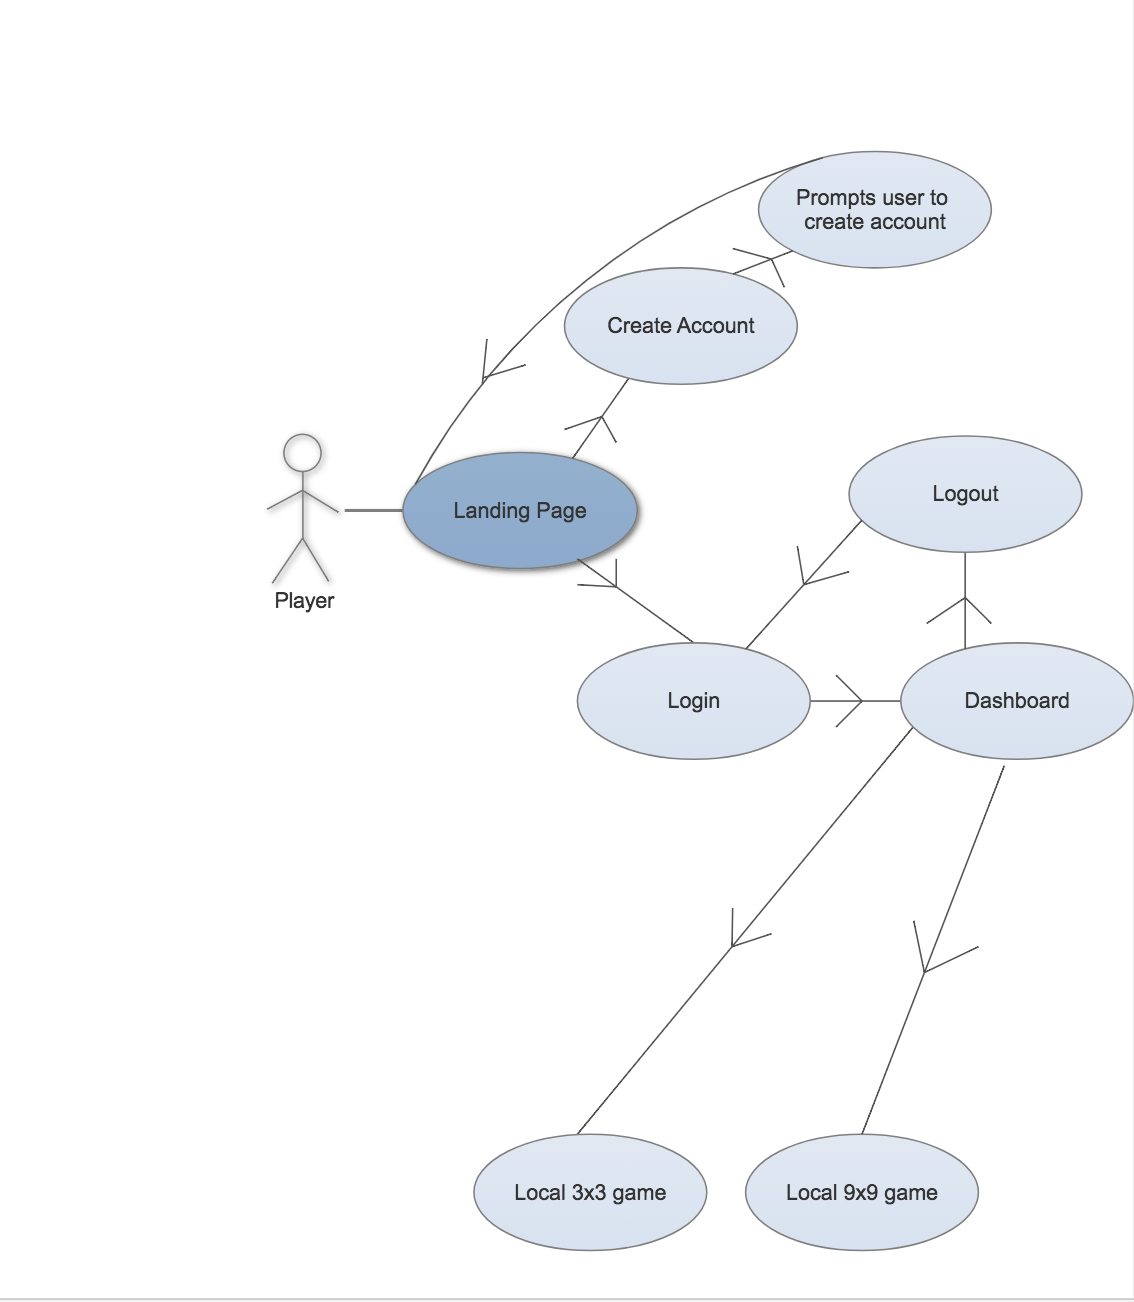 Prompts user to
create account
Create Account
Logout
Landing Page
Player
Login
Dashboard
Local 3x3 game
Local 9x9 game